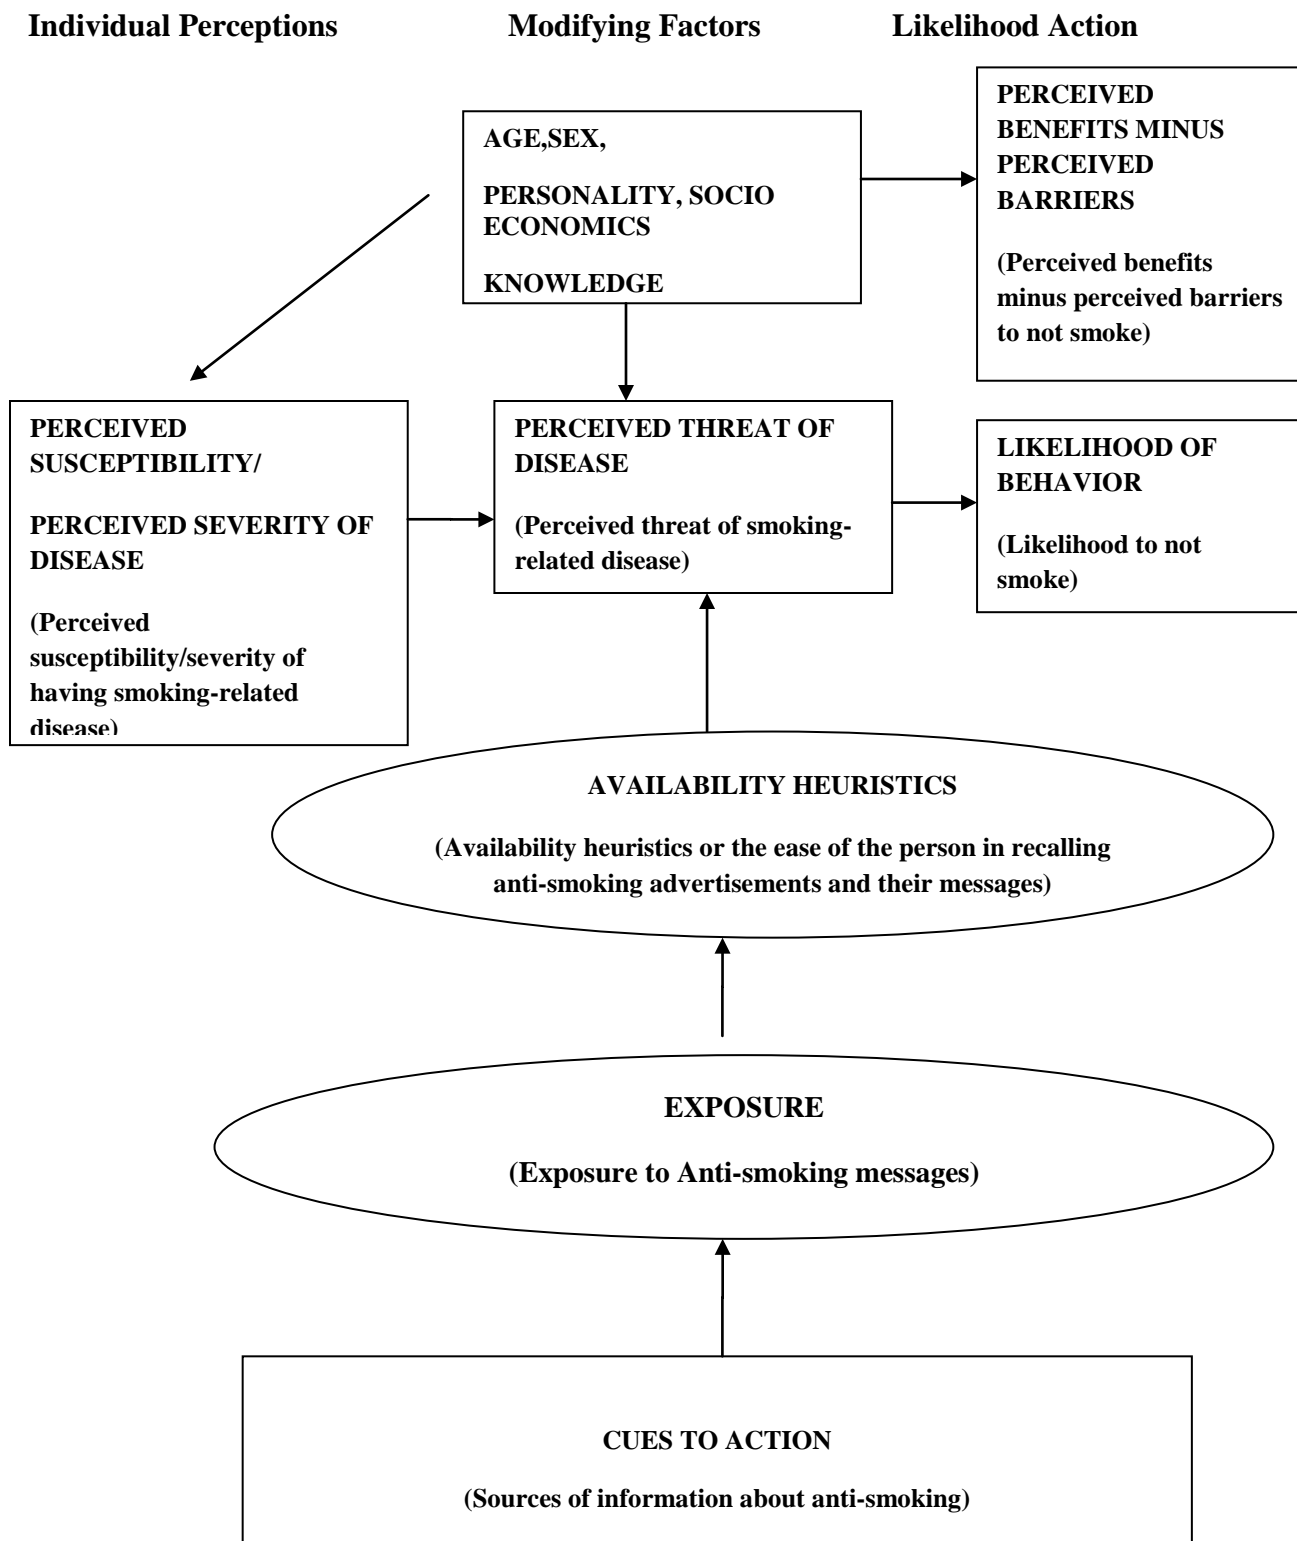 Individual Perceptions
Modifying Factors
Likelihood Action
AGE,SEX,
PERSONALITY, SOCIO
ECONOMICS
KNOWLEDGE
PERCEIVED
BENEFITS MINUS
PERCEIVED
BARRIERS
(Perceived benefits
minus perceived barriers
to not smoke)
PERCEIVED
SUSCEPTIBILITY/
PERCEIVED SEVERITY OF
DISEASE
(Perceived
susceptibility/severity of
having smoking-related
disease)
PERCEIVED THREAT OF
DISEASE
(Perceived threat of smoking-
related disease)
LIKELIHOOD OF
BEHAVIOR
(Likelihood to not
smoke)
AVAILABILITY HEURISTICS
(Availability heuristics or the ease of the person in recalling
anti-smoking advertisements and their messages)
EXPOSURE
(Exposure to Anti-smoking messages)
CUES TO ACTION
(Sources of information about anti-smoking)